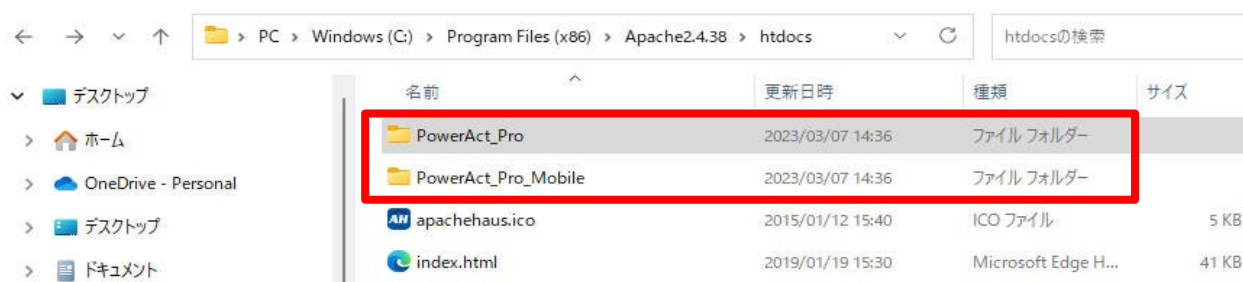 PC > Windows (C:) > Program Files (x86) > Apache2.4.38 > htdocs
htdocsの検索
デスクトップ
ホーム
OneDrive - Personal
デスクトップ
ドキュメント
名前 更新日時 種類 サイズ
PowerAct_Pro 2023/03/07 14:36 ファイル フォルダー
PowerAct_Pro_Mobile 2023/03/07 14:36 ファイル フォルダー
AH apachehaus.ico 2015/01/12 15:40 ICO ファイル 5 KB
index.html 2019/01/19 15:30 Microsoft Edge H... 41 KB